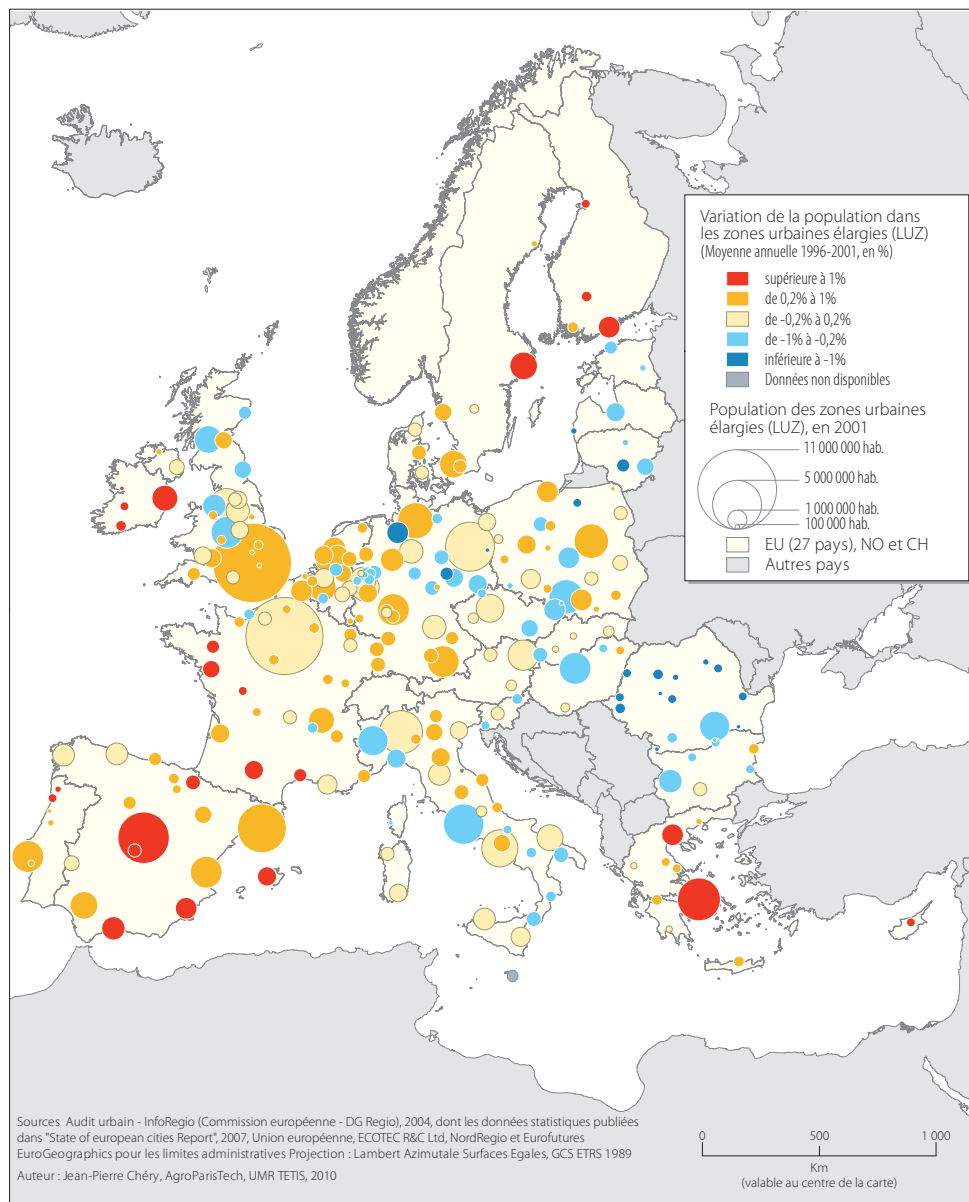 Variation de la population dans
les zones urbaines élargies (LUZ)
(Moyenne annuelle 1996-2001, en %)
supérieure à 1%
de 0,2% à 1%
de -0,2% à 0,2%
de -1% à -0,2%
inférieure à -1%
Données non disponibles
Population des zones urbaines
élargies (LUZ), en 2001
11 000 000 hab.
5 000 000 hab.
1 000 000 hab.
100 000 hab.
EU (27 pays), NO et CH
Autres pays
Sources Audit urbain - InfoRegio (Commission européenne - DG Regio), 2004, dont les données statistiques publiées
dans "State of european cities Report", 2007, Union européenne, ECOTEC R&C Ltd, NordRegio et Eurofutures
EuroGeographics pour les limites administratives Projection : Lambert Azimutale Surfaces Egales, GCS ETRS 1989
Auteur : Jean-Pierre Chéry, AgroParisTech, UMR TETIS, 2010
0 500 1 000
Km
(valable au centre de la carte)